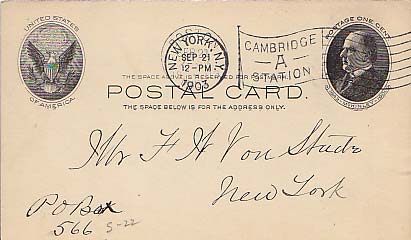 UNITED STATES
OF AMERICA.
NEW YORK, N.Y.
SEP 21
12-PM
1903
CAMBRIDGE
A
STATION
POSTAGE ONE CENT
THE SPACE ABOVE IS RESERVED FOR POSTMARK.
POSTAL CARD.
THE SPACE BELOW IS FOR THE ADDRESS ONLY.
Mr F A Von
New York
P O Box
566
5-22